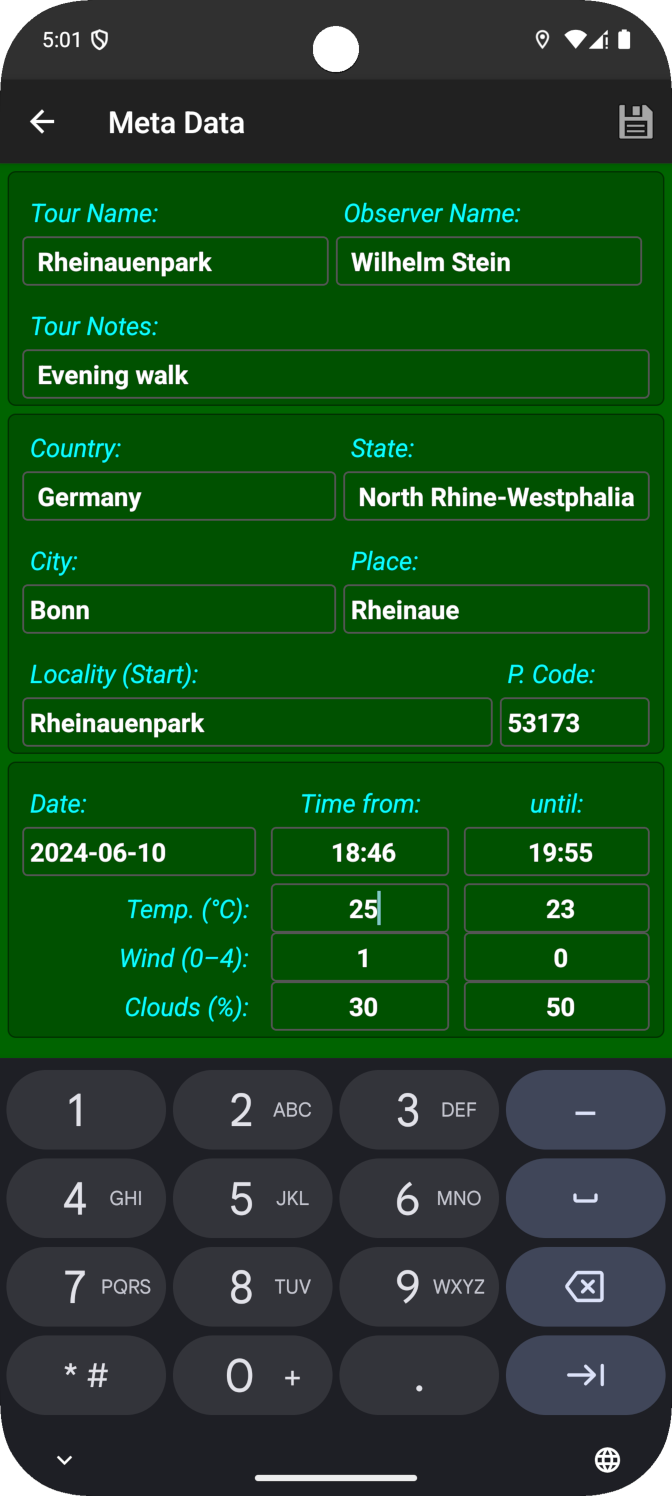 5:01
Meta Data
Tour Name: Observer Name:
Rheinauenpark Wilhelm Stein
Tour Notes:
Evening walk
Country: State:
Germany North Rhine-Westphalia
City: Place:
Bonn Rheinaue
Locality (Start): P. Code:
Rheinauenpark 53173
Date: Time from: until:
2024-06-10 18:46 19:55
Temp. (°C): 25 23
Wind (0–4): 1 0
Clouds (%): 30 50
1 2 ABC 3 DEF –
4 GHI 5 JKL 6 MNO
7 PQRS 8 TUV 9 WXYZ
* # 0 + .